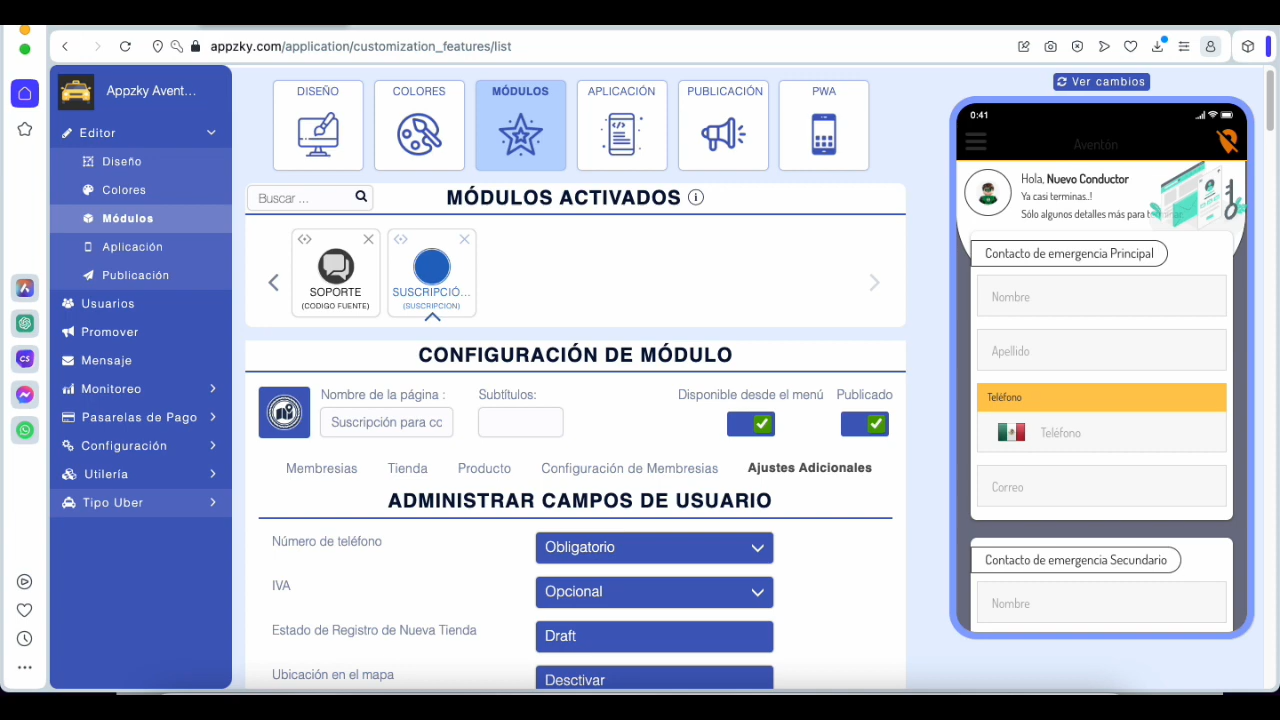 appzky.com/application/customization_features/list
Appzky Avent...
Editor
Diseño
Colores
Módulos
Aplicación
Publicación
Usuarios
Promover
Mensaje
Monitoreo
Pasarelas de Pago
Configuración
Utilería
Tipo Uber
DISEÑO
COLORES
MÓDULOS
APLICACIÓN
PUBLICACIÓN
PWA
Buscar ...
MÓDULOS ACTIVADOS
SOPORTE
(CODIGO FUENTE)
SUSCRIPCIÓ...
(SUSCRIPCION)
CONFIGURACIÓN DE MÓDULO
Nombre de la página :
Subtítulos:
Disponible desde el menú
Publicado
Suscripción para cc
Membresias
Tienda
Producto
Configuración de Membresias
Ajustes Adicionales
ADMINISTRAR CAMPOS DE USUARIO
Número de teléfono
Obligatorio
IVA
Opcional
Estado de Registro de Nueva Tienda
Draft
Ubicación en el mapa
Desctivar
Ver cambios
0:41
Aventón
Hola, Nuevo Conductor
Ya casi terminas..!
Sólo algunos detalles más para terminar.
Contacto de emergencia Principal
Nombre
Apellido
Teléfono
Teléfono
Correo
Contacto de emergencia Secundario
Nombre
CS